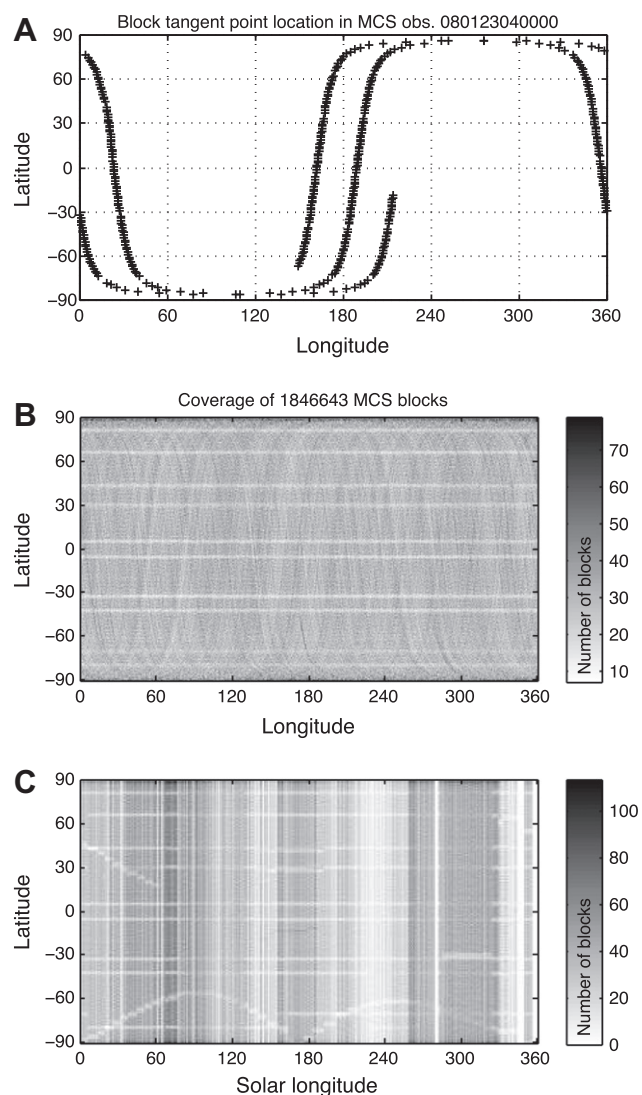 A
Block tangent point location in MCS obs. 080123040000
Latitude
90
60
30
0
−30
−60
−90
0 60 120 180 240 300 360
Longitude
B
Coverage of 1846643 MCS blocks
Latitude
90
60
30
0
−30
−60
−90
0 60 120 180 240 300 360
Longitude
70
60
50
40
30
20
10
Number of blocks
C
Latitude
90
60
30
0
−30
−60
−90
0 60 120 180 240 300 360
Solar longitude
100
80
60
40
20
0
Number of blocks